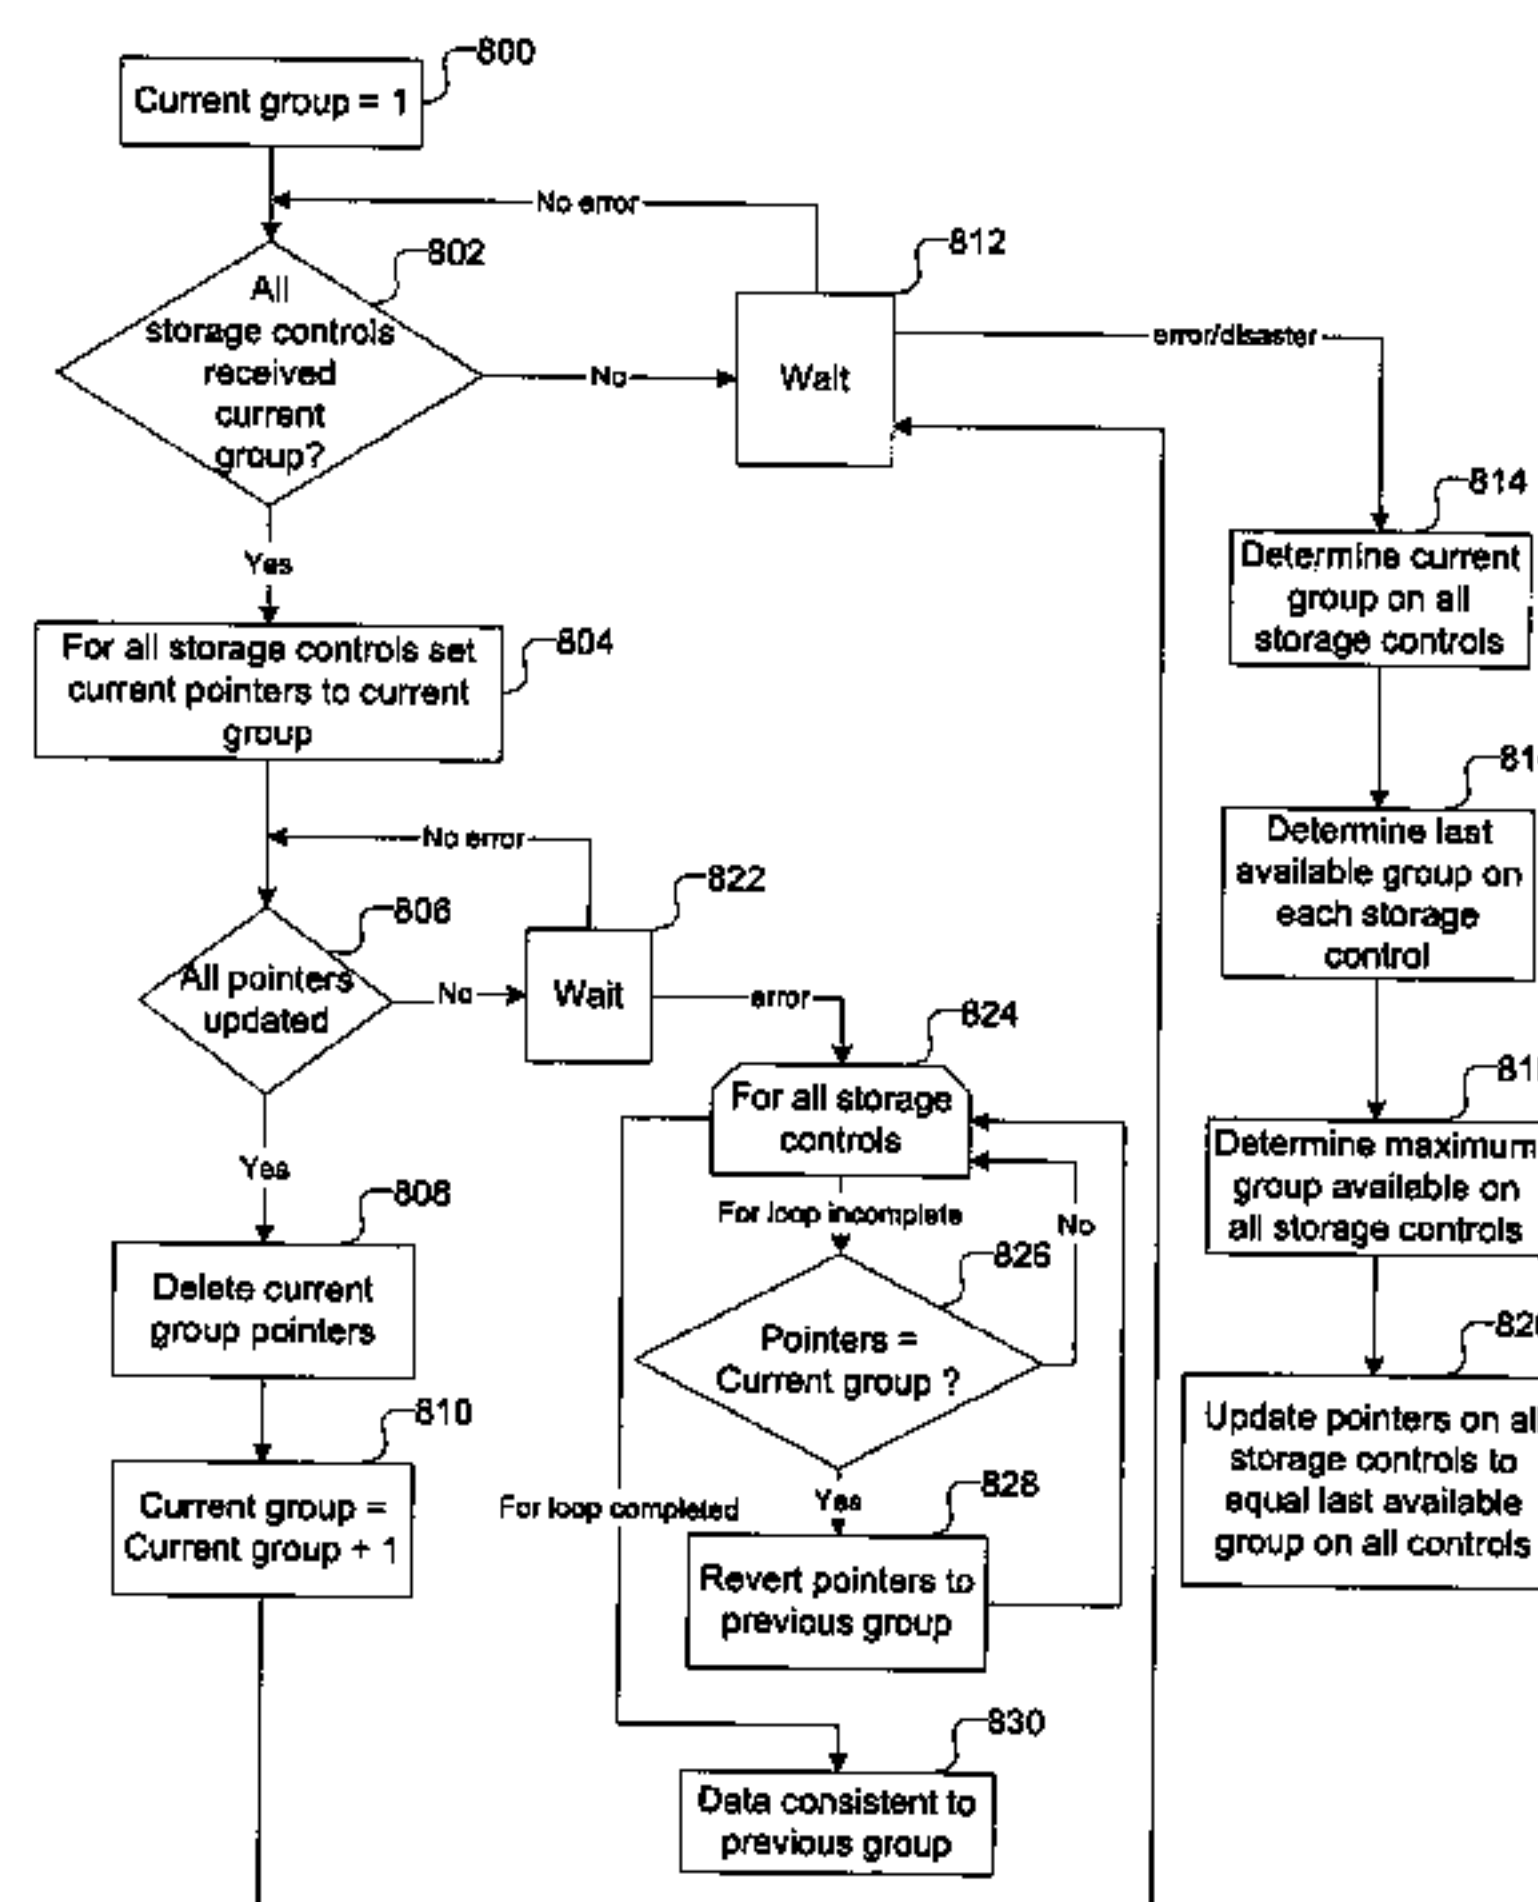 800
Current group = 1
No error
802
812
All
storage controls
received
current
group?
No
Wait
error/disaster
814
Determine current
group on all
storage controls
Yes
804
For all storage controls set
current pointers to current
group
Determine last
available group on
each storage
control
No error
822
806
All pointers
updated
No
Wait
error
824
For all storage
controls
Determine maximum
group available on
all storage controls
Yes
808
For loop incomplete
No
826
Delete current
group pointers
Pointers =
Current group ?
Update pointers on all
storage controls to
equal last available
group on all controls
810
Current group =
Current group + 1
For loop completed
Yes
828
Revert pointers to
previous group
830
Data consistent to
previous group